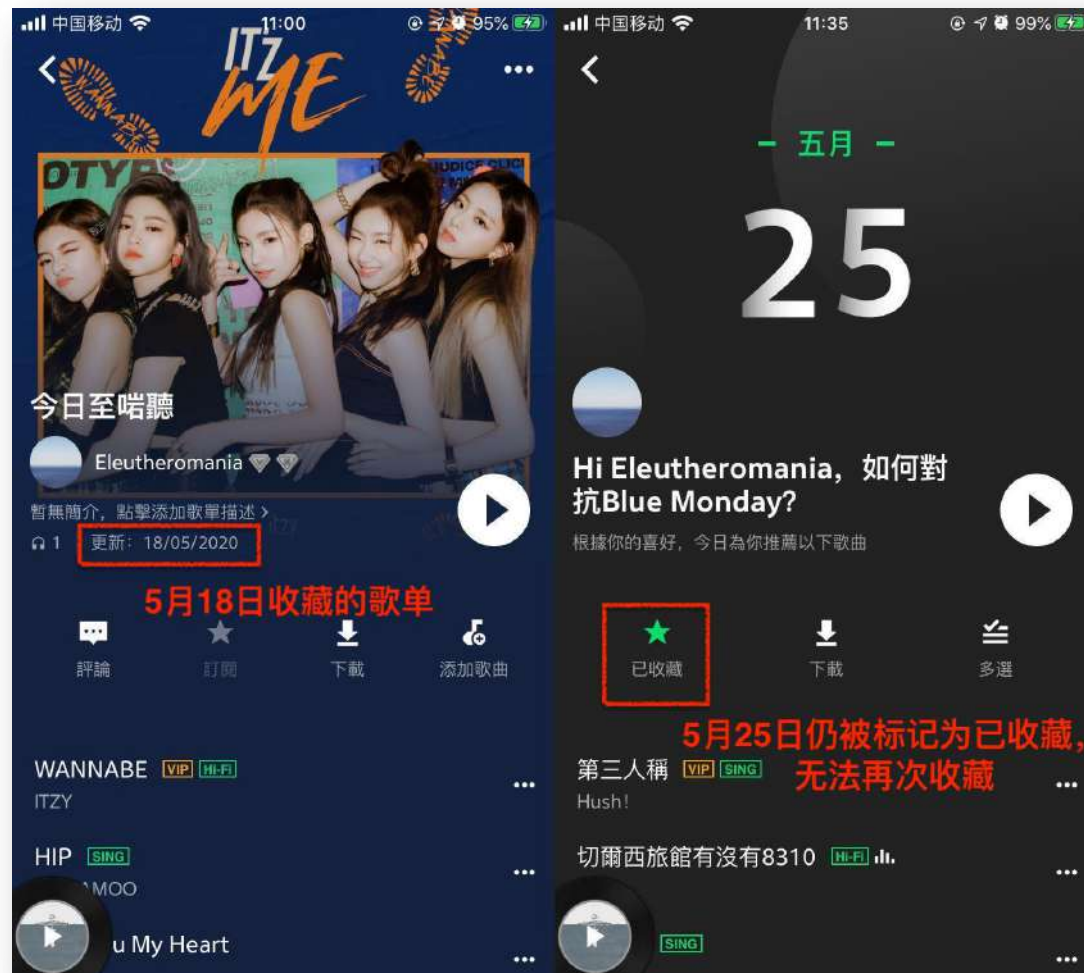 中国移动
11:00
95%
ITZ
ME
WANNABE
WANNABE
OTYP
今日至啱聽
Eleutheromania
暫無簡介，點擊添加歌單描述 >
1 更新：18/05/2020
5月18日收藏的歌单
評論
訂閱
下載
添加歌曲
WANNABE VIP Hi-Fi
ITZY
HIP SING
AMOO
u My Heart
中国移动
11:35
99%
- 五月 -
25
Hi Eleutheromania，如何對
抗Blue Monday?
根據你的喜好，今日為你推薦以下歌曲
已收藏
下載
多選
5月25日仍被标记为已收藏，
无法再次收藏
第三人稱 VIP SING
Hush!
切爾西旅館有沒有8310 Hi-Fi
SING